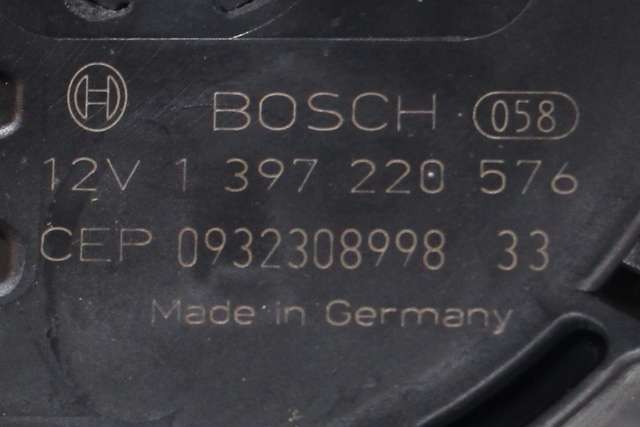 BOSCH 058
12V 1 397 220 576
CEP 0932308998 33
Made in Germany